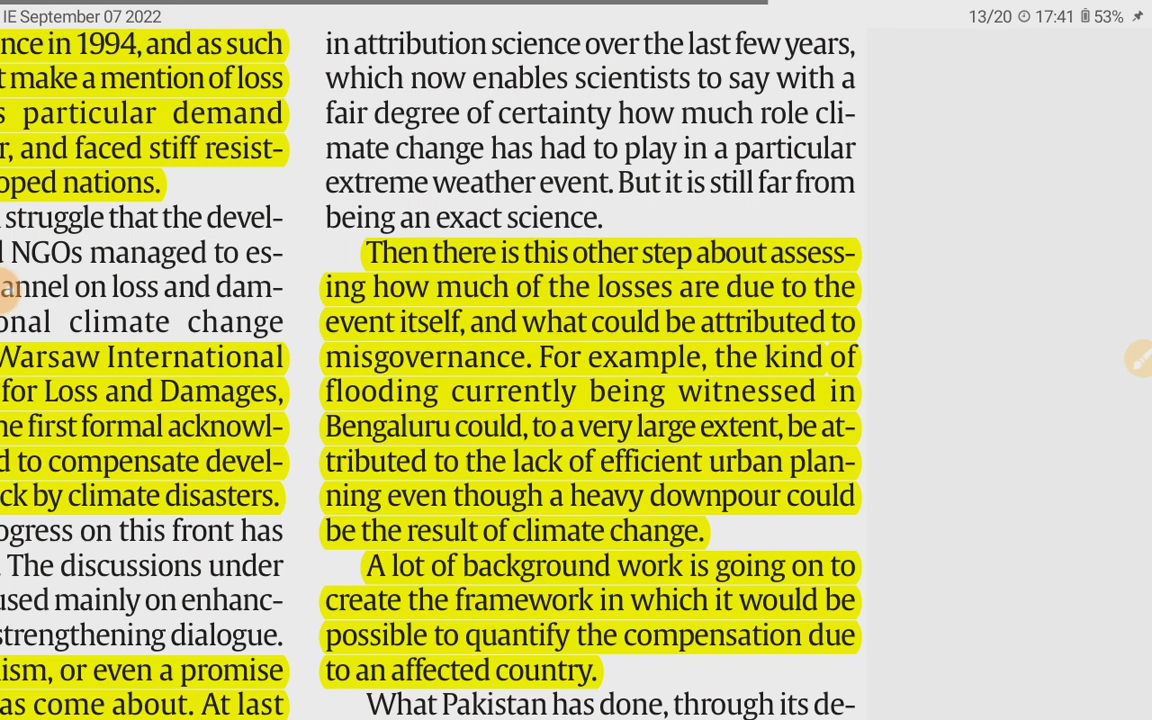 IE September 07 2022
13/20 17:41 53%
nce in 1994, and as such
t make a mention of loss
s particular demand
r, and faced stiff resist-
oped nations.
struggle that the devel-
d NGOs managed to es-
annel on loss and dam-
onal climate change
Warsaw International
for Loss and Damages,
he first formal acknowl-
d to compensate devel-
ck by climate disasters.
ogress on this front has
. The discussions under
used mainly on enhanc-
strengthening dialogue.
ism, or even a promise
as come about. At last
in attribution science over the last few years,
which now enables scientists to say with a
fair degree of certainty how much role cli-
mate change has had to play in a particular
extreme weather event. But it is still far from
being an exact science.
Then there is this other step about assess-
ing how much of the losses are due to the
event itself, and what could be attributed to
misgovernance. For example, the kind of
flooding currently being witnessed in
Bengaluru could, to a very large extent, be at-
tributed to the lack of efficient urban plan-
ning even though a heavy downpour could
be the result of climate change.
A lot of background work is going on to
create the framework in which it would be
possible to quantify the compensation due
to an affected country.
What Pakistan has done, through its de-